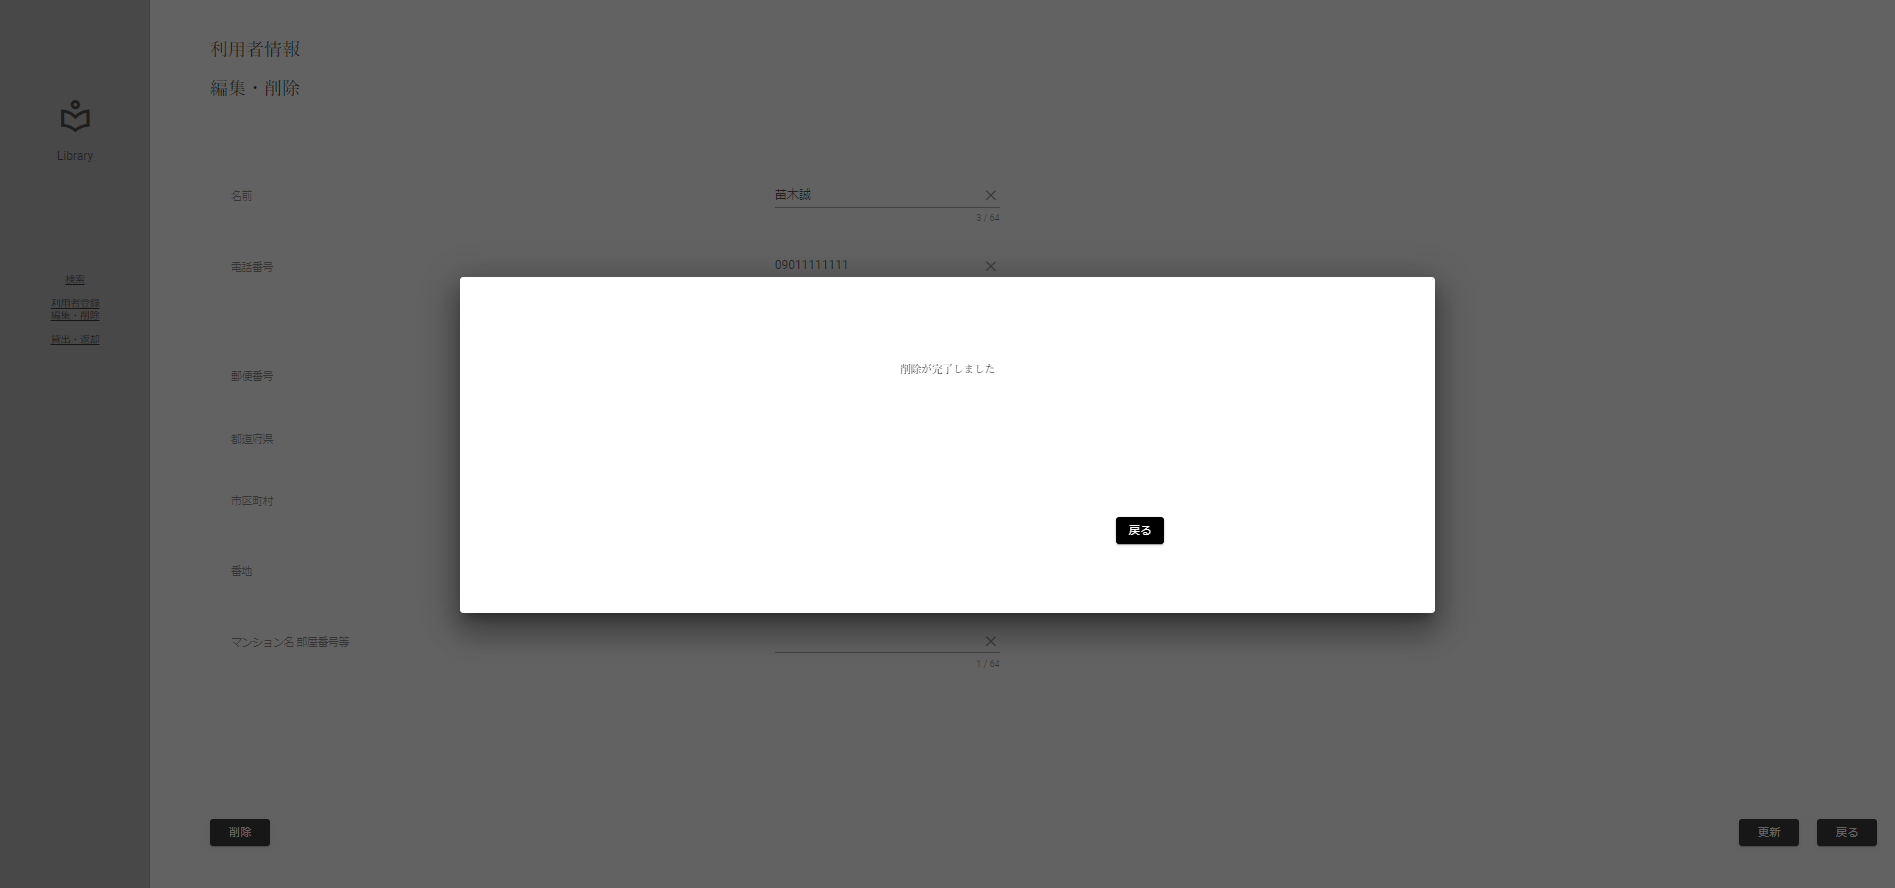 利用者情報
編集・削除
Library
検索
利用者登録
編集・削除
貸出・返却
名前
苗木誠
3 / 64
電話番号
09011111111
郵便番号
都道府県
市区町村
番地
マンション名 部屋番号等
1 / 64
削除が完了しました
戻る
削除
更新
戻る